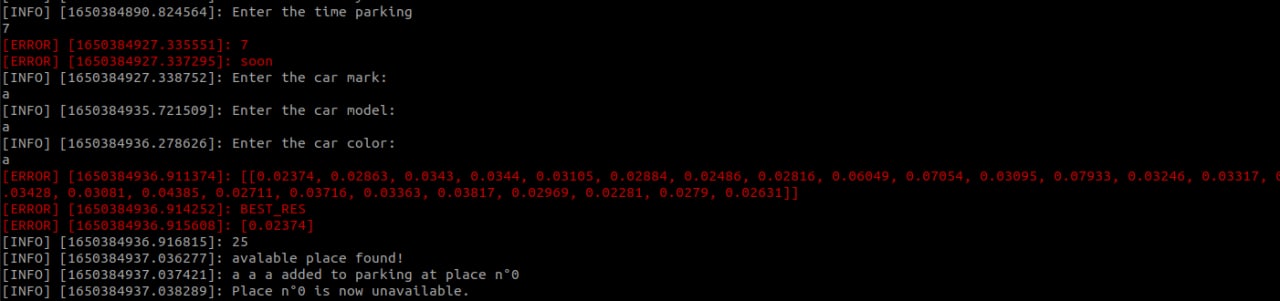 [INFO] [1650384890.824564]: Enter the time parking
7
[ERROR] [1650384927.335551]: 7
[ERROR] [1650384927.337295]: soon
[INFO] [1650384927.338752]: Enter the car mark:
a
[INFO] [1650384935.721509]: Enter the car model:
a
[INFO] [1650384936.278626]: Enter the car color:
a
[ERROR] [1650384936.911374]: [[0.02374, 0.02863, 0.0343, 0.0344, 0.03105, 0.02884, 0.02486, 0.02816, 0.06049, 0.07054, 0.03095, 0.07933, 0.03246, 0.03317, 0
.03428, 0.03081, 0.04385, 0.02711, 0.03716, 0.03363, 0.03817, 0.02969, 0.02281, 0.0279, 0.02631]]
[ERROR] [1650384936.914252]: BEST_RES
[ERROR] [1650384936.915608]: [0.02374]
[INFO] [1650384936.916815]: 25
[INFO] [1650384937.036277]: avalable place found!
[INFO] [1650384937.037421]: a a a added to parking at place n°0
[INFO] [1650384937.038289]: Place n°0 is now unavailable.